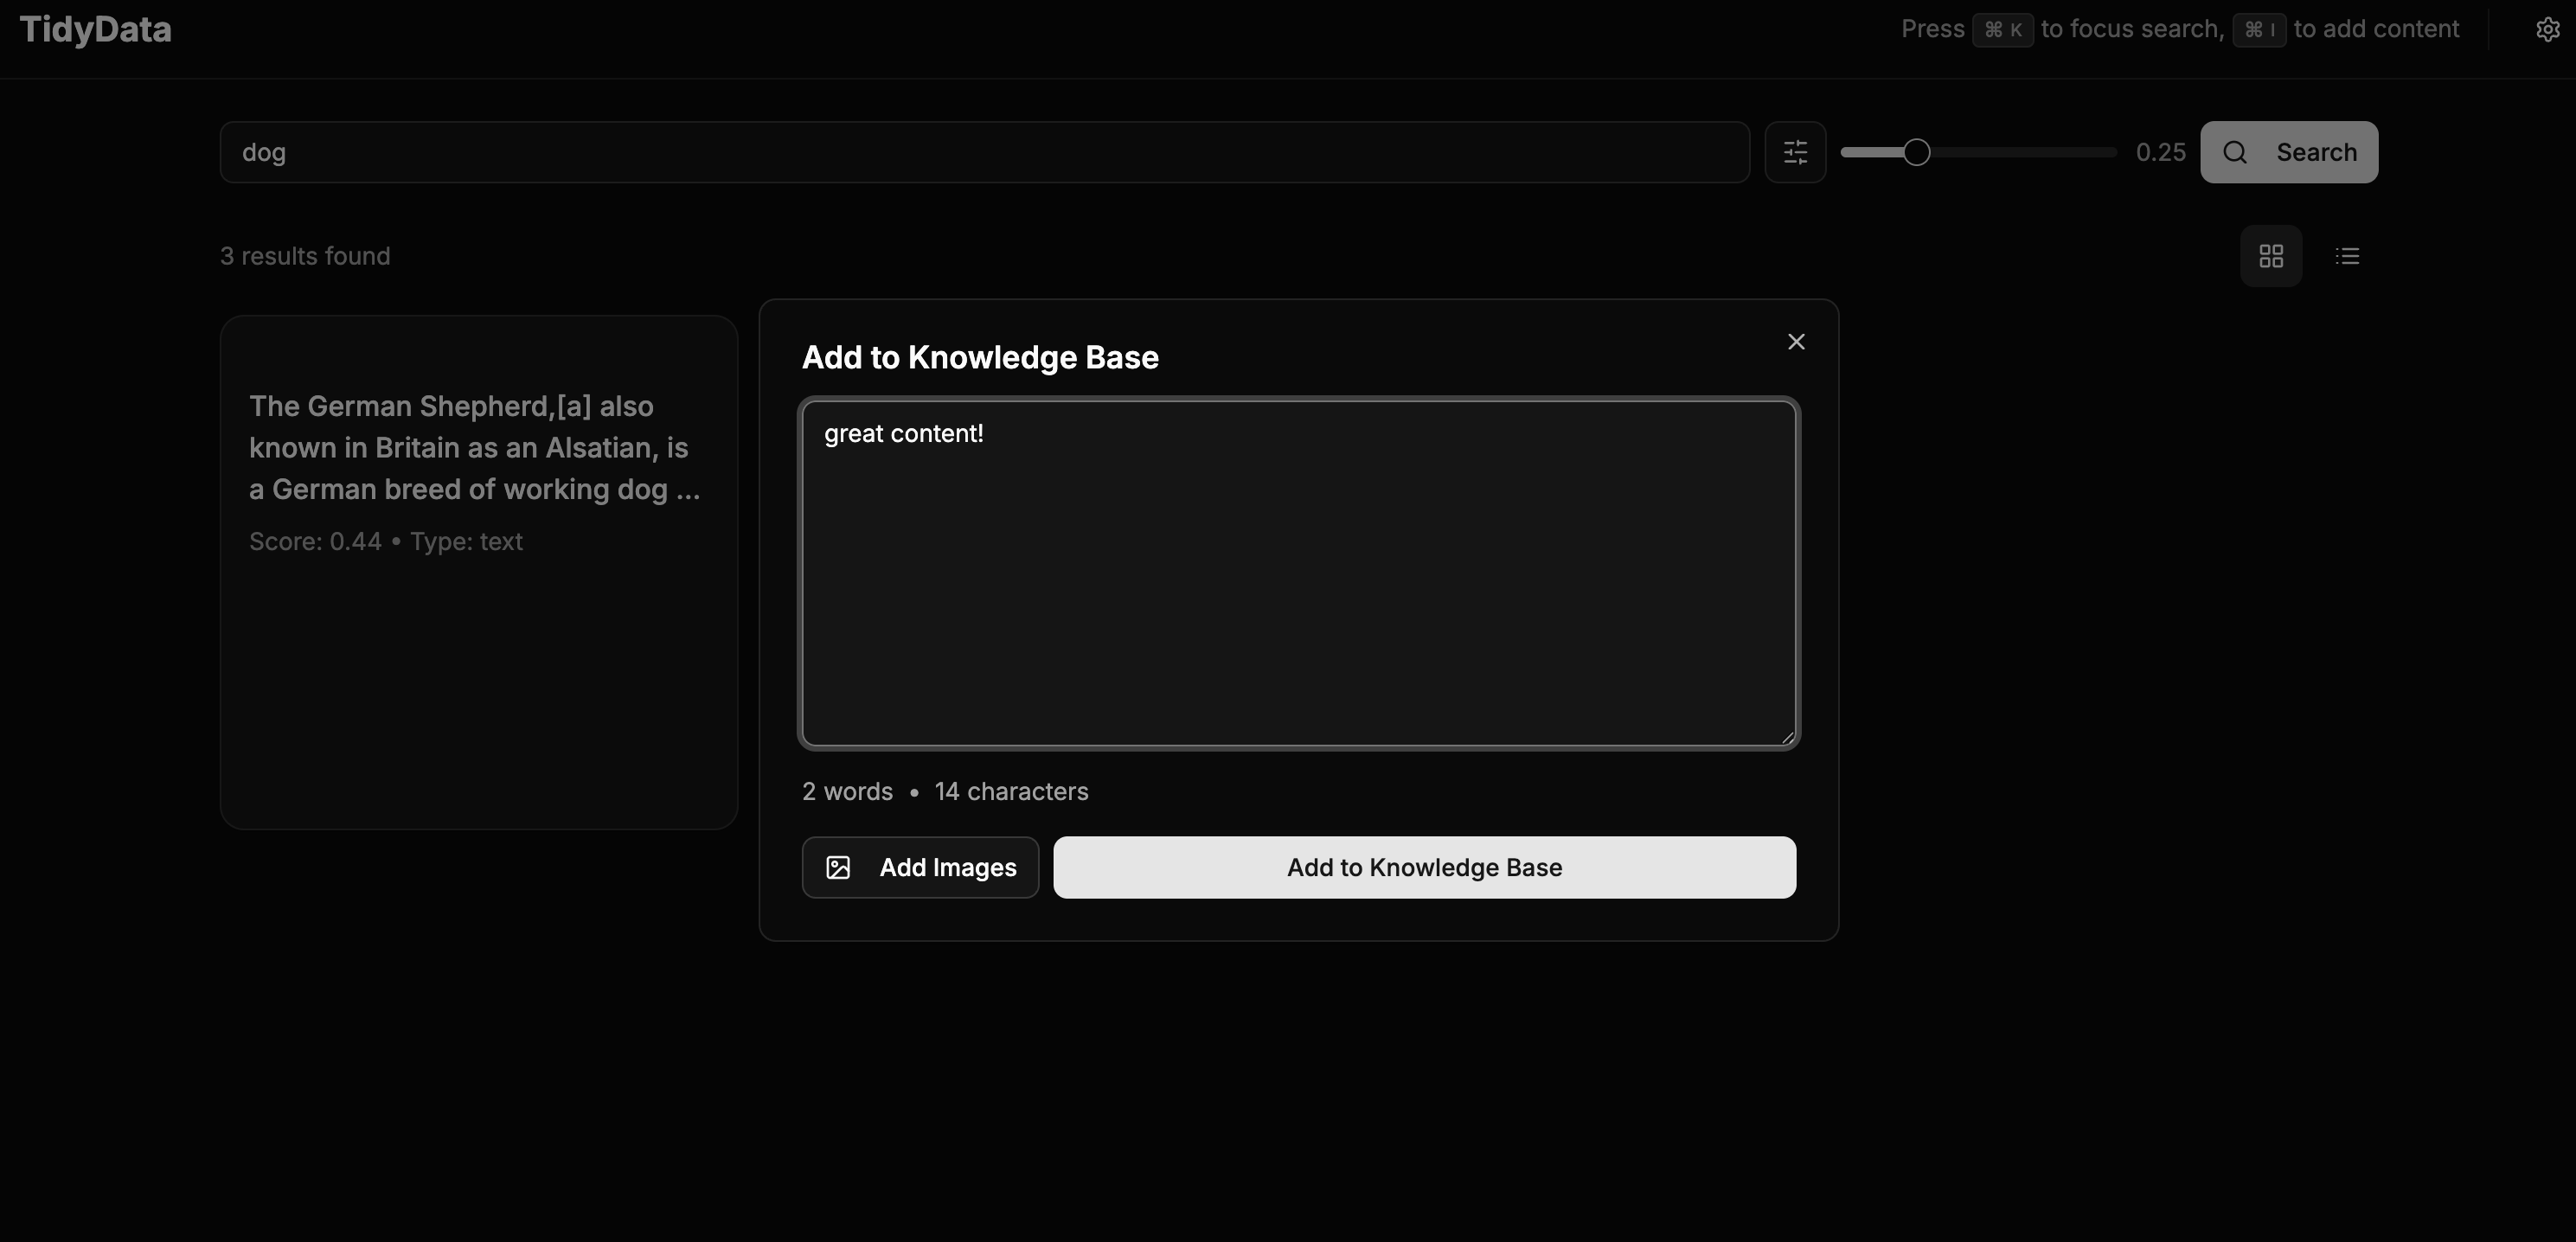 TidyData
Press ⌘ K to focus search, ⌘ I to add content
dog
0.25
Search
3 results found
The German Shepherd,[a] also
known in Britain as an Alsatian, is
a German breed of working dog ...
Score: 0.44 • Type: text
Add to Knowledge Base
great content!
2 words • 14 characters
Add Images
Add to Knowledge Base